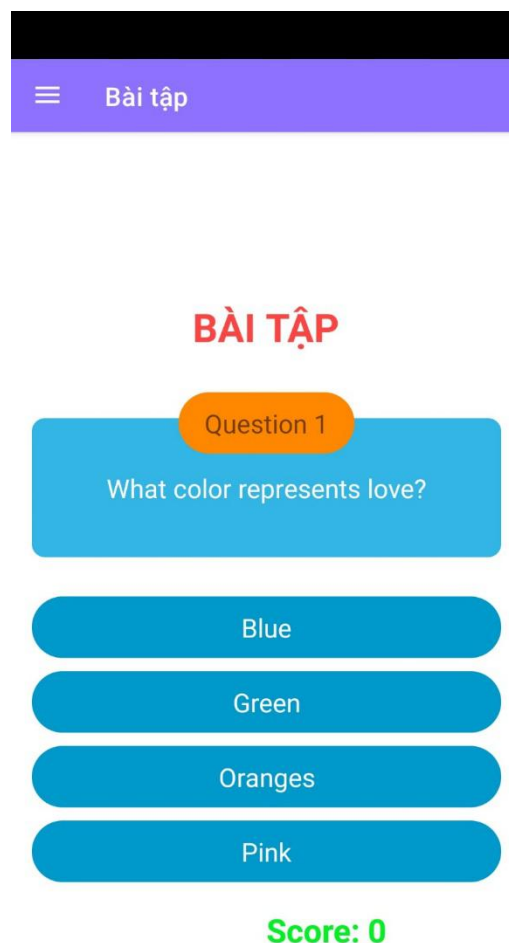 Bài tập
BÀI TẬP
Question 1
What color represents love?
Blue
Green
Oranges
Pink
Score: 0